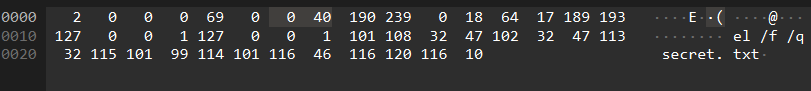 0000 2 0 0 0 69 0 0 40 190 239 0 18 64 17 189 193 ····E··(····@···
0010 127 0 0 1 127 0 0 1 101 108 32 47 102 32 47 113 ········el /f /q
0020 32 115 101 99 114 101 116 46 116 120 116 10 secret.txt·